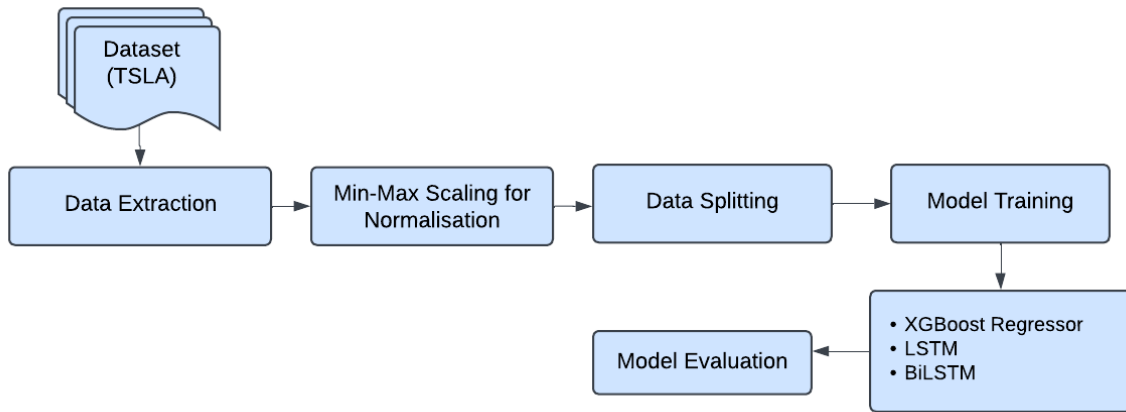 Dataset
(TSLA)
Data Extraction
Min-Max Scaling for
Normalisation
Data Splitting
Model Training
• XGBoost Regressor
• LSTM
• BiLSTM
Model Evaluation